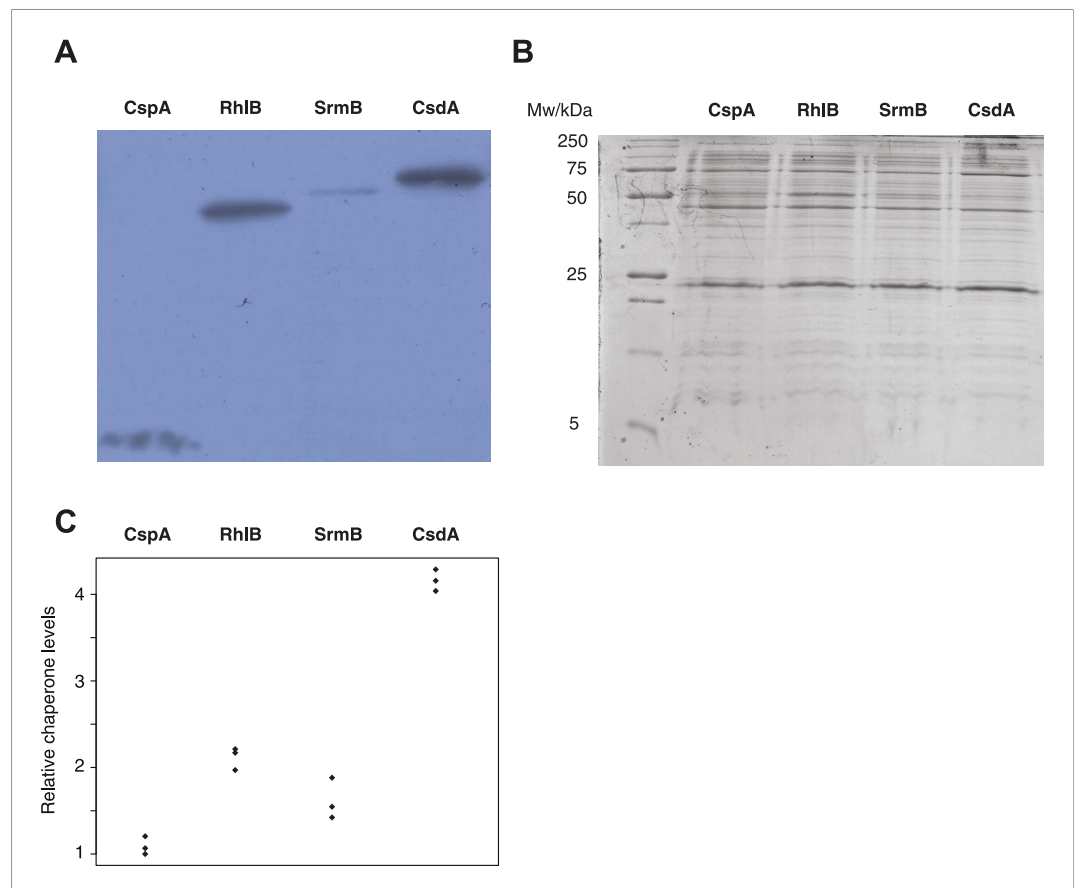 A
CspA RhlB SrmB CsdA
B
Mw/kDa CspA RhlB SrmB CsdA
250
75
50
25
5
C
CspA RhlB SrmB CsdA
Relative chaperone levels
4
3
2
1